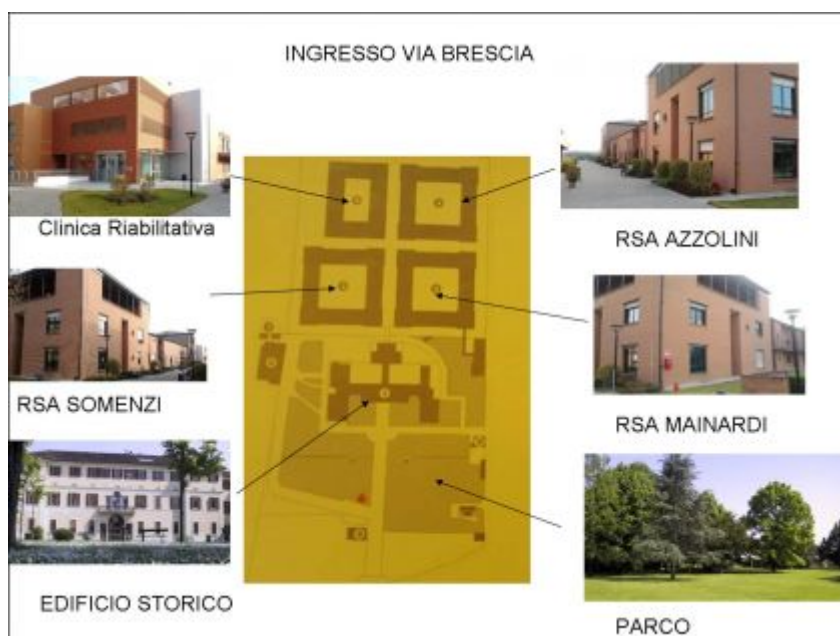 INGRESSO VIA BRESCIA
Clinica Riabilitativa
RSA AZZOLINI
RSA SOMENZI
RSA MAINARDI
EDIFICIO STORICO
PARCO